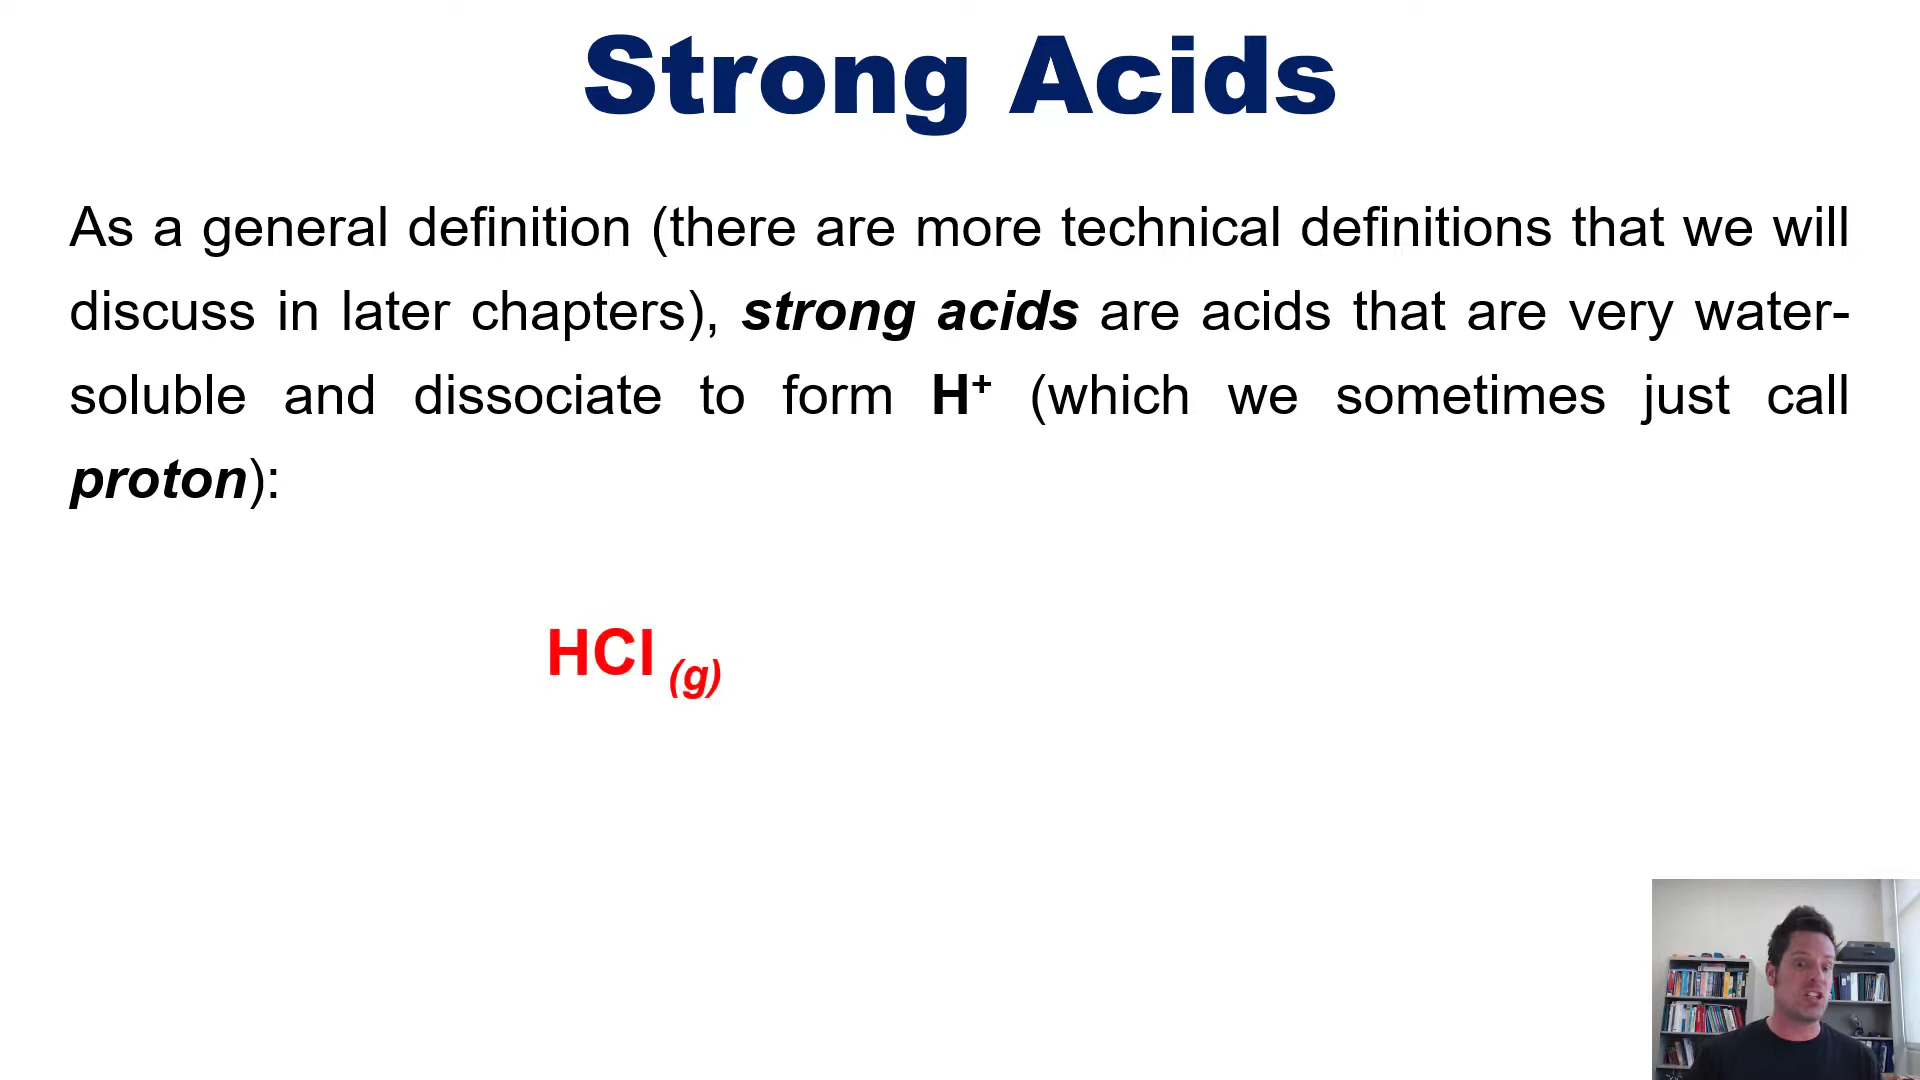 Strong Acids
As a general definition (there are more technical definitions that we will
discuss in later chapters), strong acids are acids that are very water-
soluble and dissociate to form H⁺ (which we sometimes just call
proton):
HCl (g)